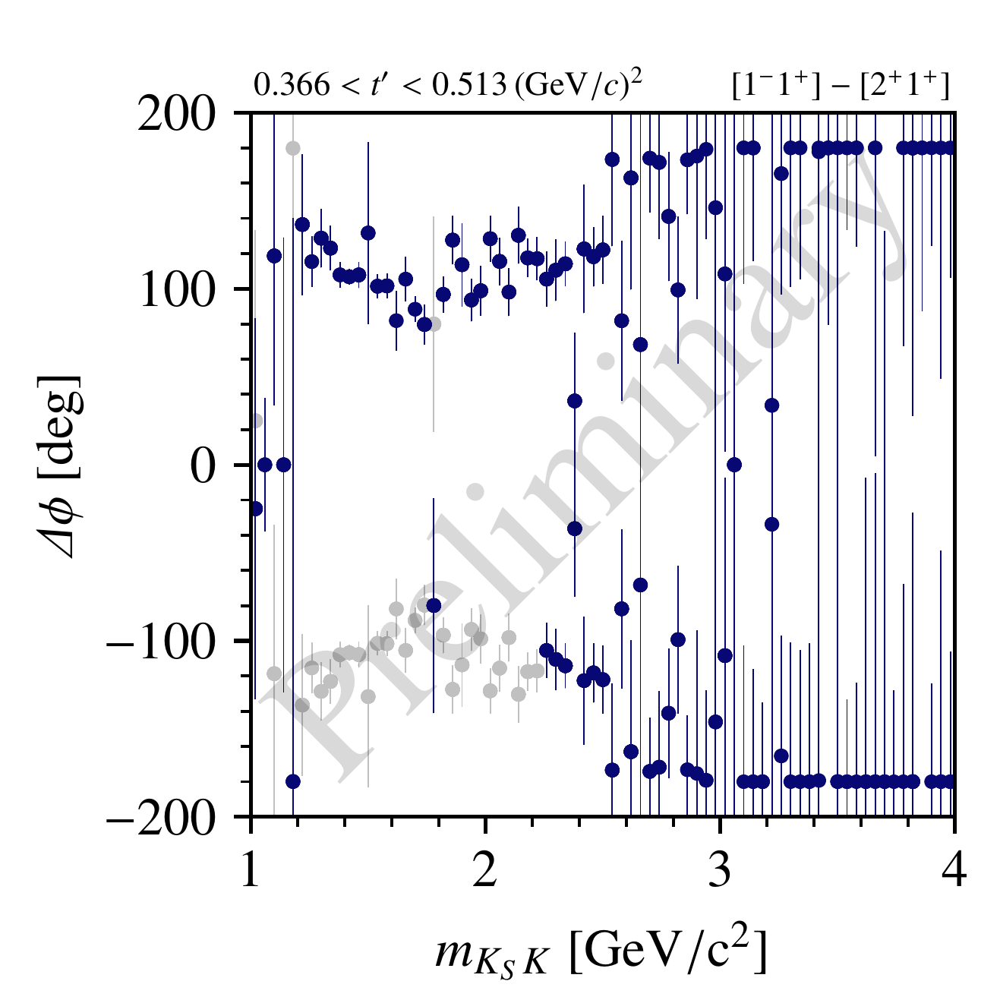 0.366 < t′ < 0.513 (GeV/c)² [1⁻1⁺] − [2⁺1⁺]
200
100
0
−100
−200
Δϕ [deg]
Preliminary
1 2 3 4
m_{K_S K} [GeV/c²]